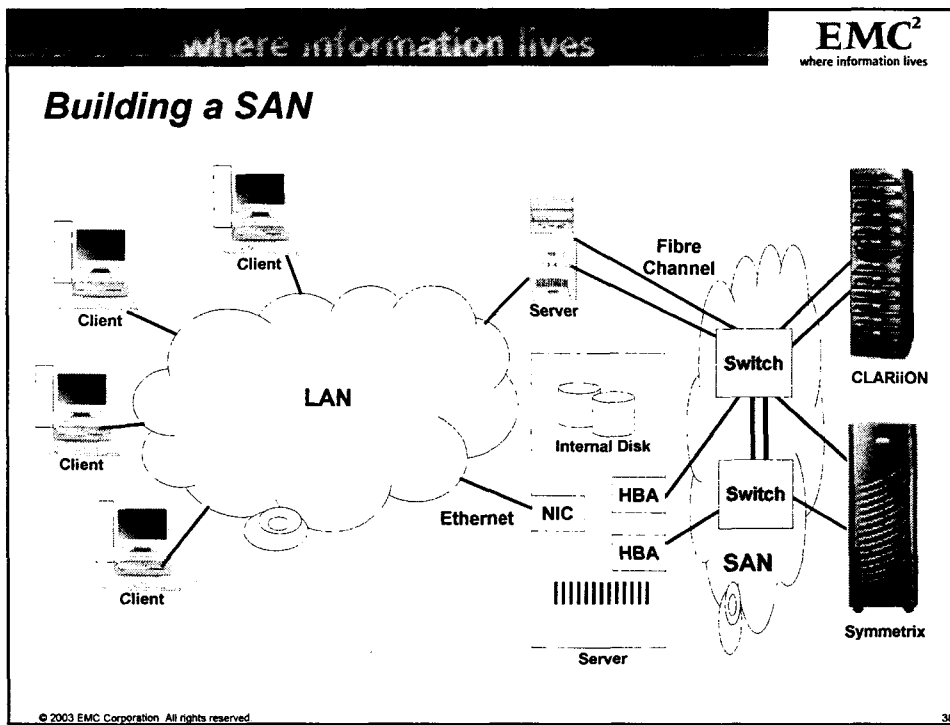 where information lives
EMC²
where information lives
Building a SAN
Client
Client
Client
Client
LAN
Ethernet
Server
Fibre
Channel
Switch
CLARiiON
Internal Disk
NIC
HBA
HBA
Switch
SAN
Server
Symmetrix
© 2003 EMC Corporation All rights reserved.